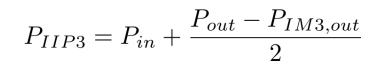 P_{IIP3} = P_{in} + \frac{P_{out} - P_{IM3,out}}{2}